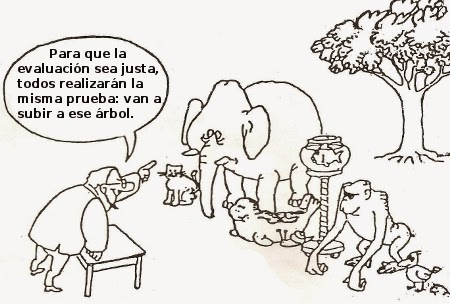 Para que la
evaluación sea justa,
todos realizarán la
misma prueba: van a
subir a ese árbol.